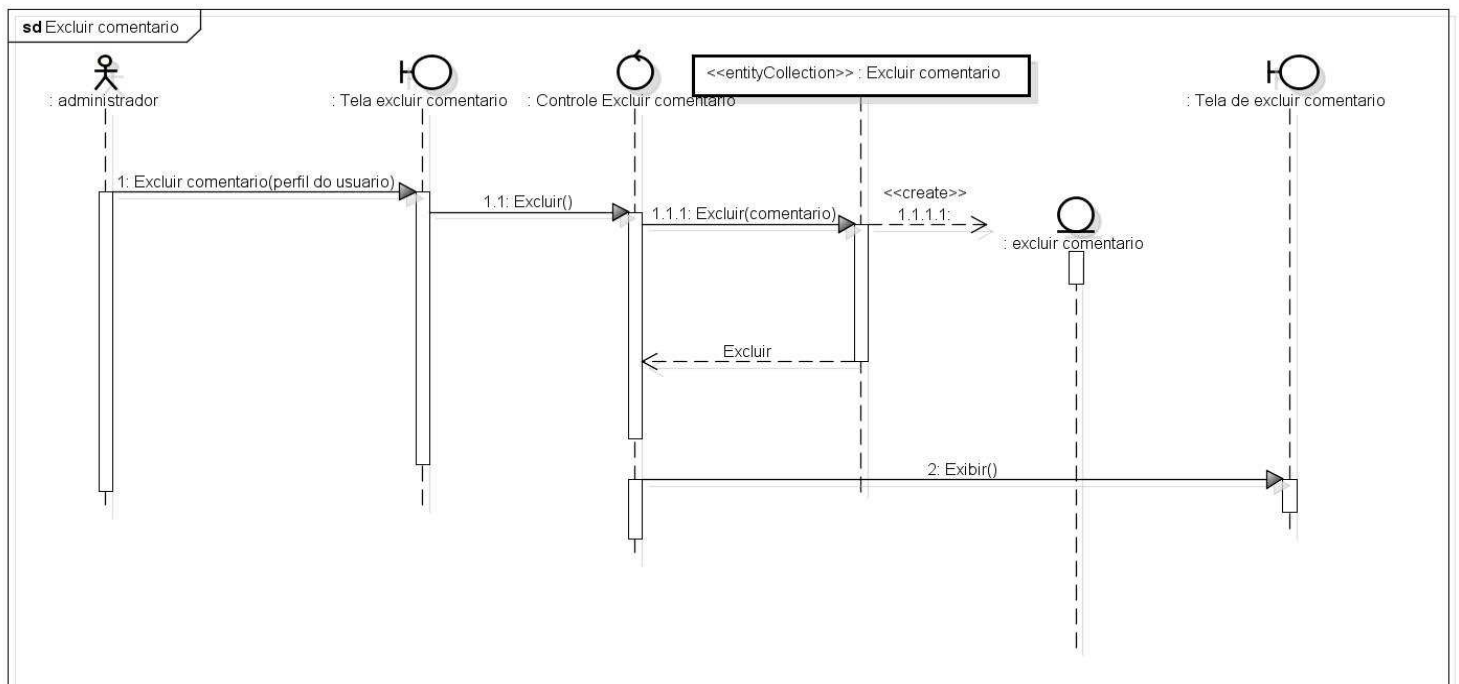 sd Excluir comentario
<<entityCollection>> : Excluir comentario
: administrador
: Tela excluir comentario
: Controle Excluir comentario
: Tela de excluir comentario
1: Excluir comentario(perfil do usuario)
1.1: Excluir()
1.1.1: Excluir(comentario)
<<create>>
1.1.1.1:
: excluir comentario
Excluir
2: Exibir()